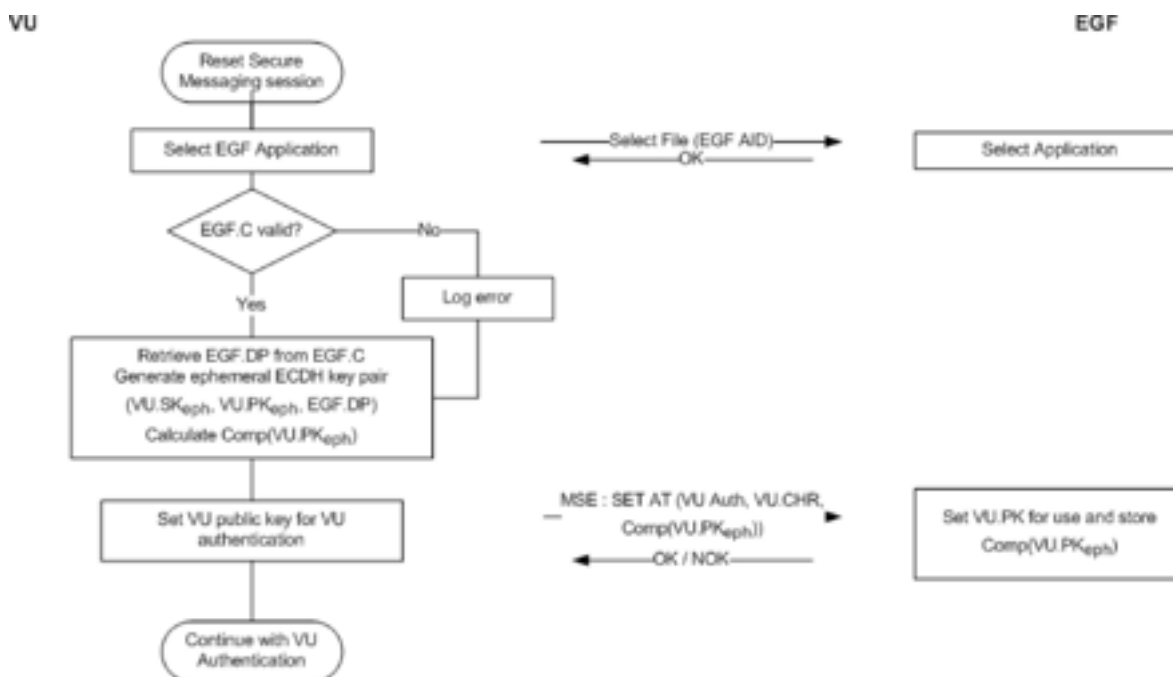 VU
EGF
Reset Secure
Messaging session
Select EGF Application
Select File (EGF AID)
OK
Select Application
EGF.C valid?
No
Log error
Yes
Retrieve EGF.DP from EGF.C
Generate ephemeral ECDH key pair
(VU.SKeph, VU.PKeph, EGF.DP)
Calculate Comp(VU.PKeph)
Set VU public key for VU
authentication
MSE : SET AT (VU Auth, VU.CHR,
Comp(VU.PKeph))
OK / NOK
Set VU.PK for use and store
Comp(VU.PKeph)
Continue with VU
Authentication